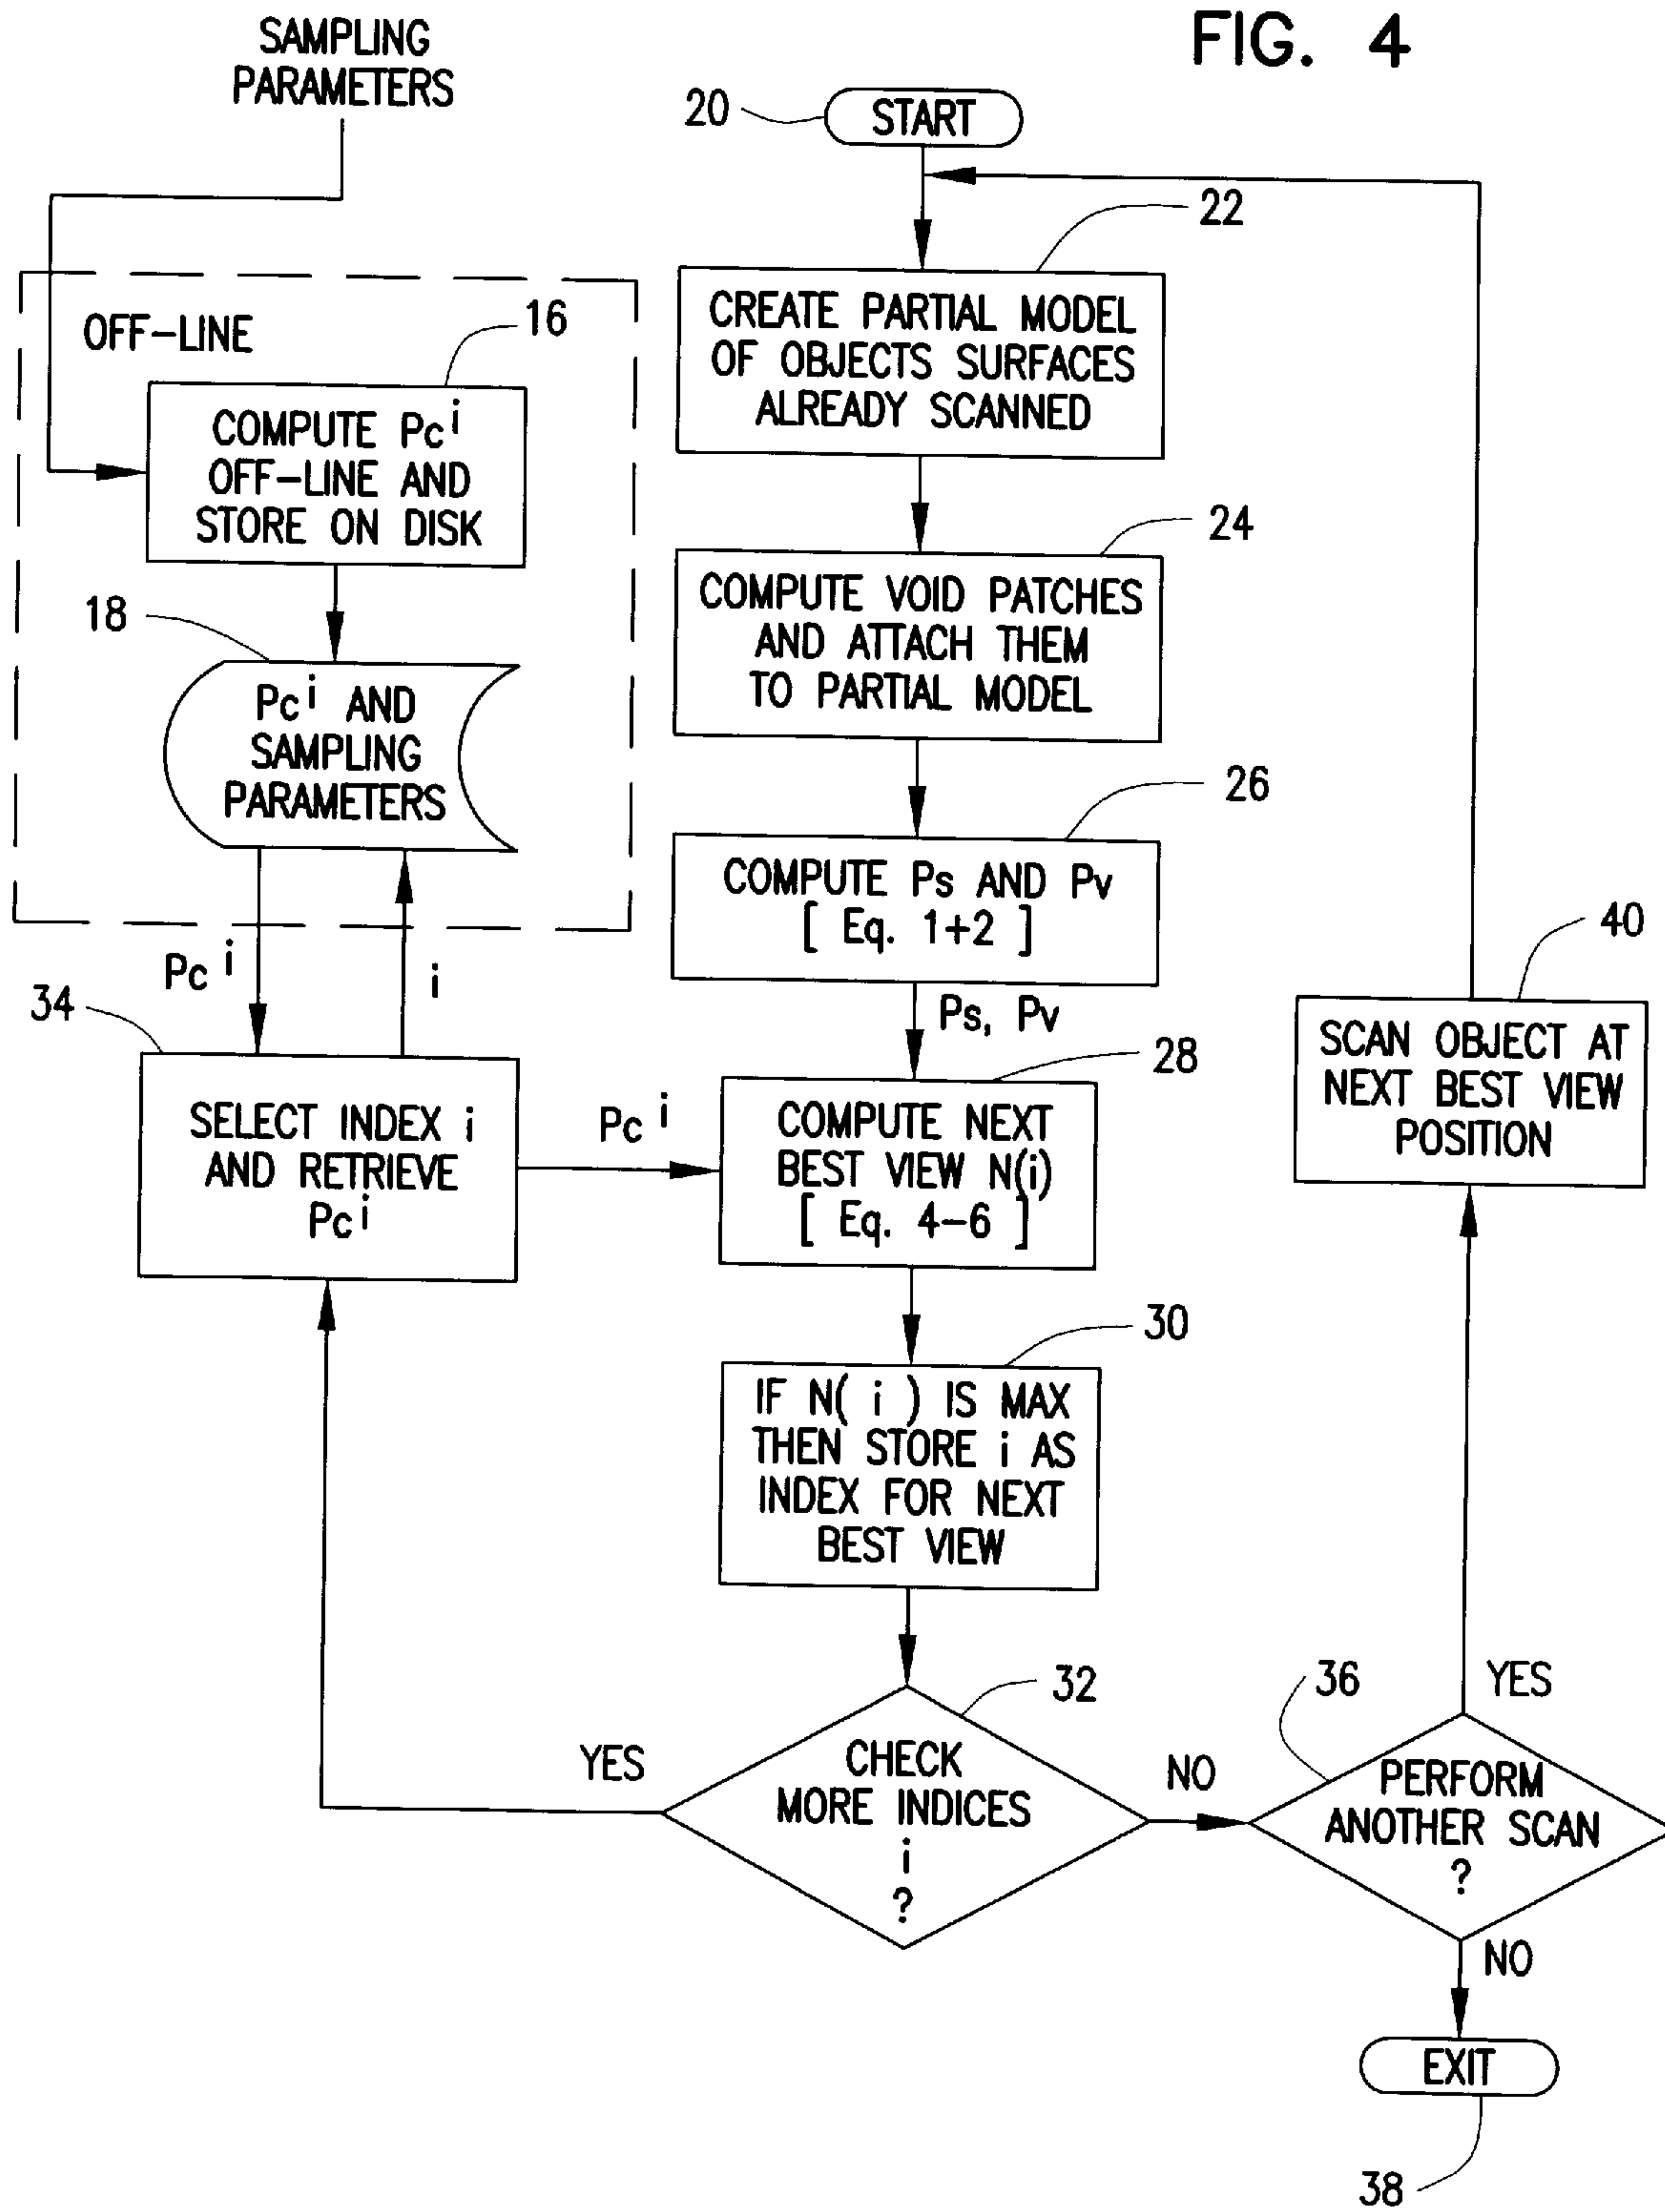 FIG. 4
SAMPLING
PARAMETERS
20
START
22
CREATE PARTIAL MODEL
OF OBJECTS SURFACES
ALREADY SCANNED
OFF-LINE
16
COMPUTE Pc i
OFF-LINE AND
STORE ON DISK
24
COMPUTE VOID PATCHES
AND ATTACH THEM
TO PARTIAL MODEL
18
Pc i AND
SAMPLING
PARAMETERS
26
COMPUTE Ps AND Pv
[ Eq. 1+2 ]
Pc i
i
Ps, Pv
40
SCAN OBJECT AT
NEXT BEST VIEW
POSITION
34
SELECT INDEX i
AND RETRIEVE
Pc i
Pc i
28
COMPUTE NEXT
BEST VIEW N(i)
[ Eq. 4-6 ]
30
IF N( i ) IS MAX
THEN STORE i AS
INDEX FOR NEXT
BEST VIEW
32
CHECK
MORE INDICES
i
?
YES
NO
36
YES
PERFORM
ANOTHER SCAN
?
NO
EXIT
38